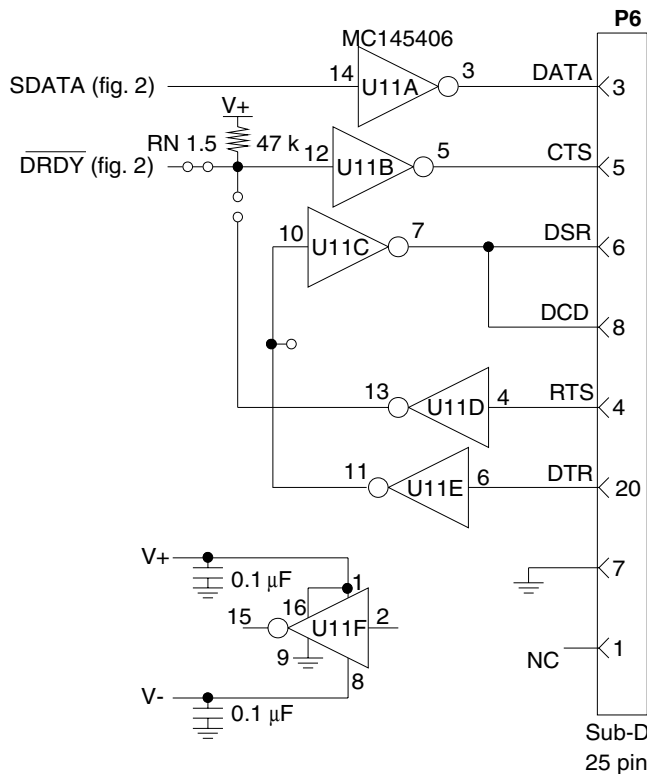 P6
MC145406
SDATA (fig. 2) 14 U11A 3 DATA 3
V+
RN 1.5 47 k
DRDY (fig. 2) 12 U11B 5 CTS 5
10 U11C 7 DSR 6
DCD 8
13 U11D 4 RTS 4
11 U11E 6 DTR 20
V+ 0.1 µF
7
16 1
15 U11F 2
9
8
NC 1
V- 0.1 µF
Sub-D
25 pin